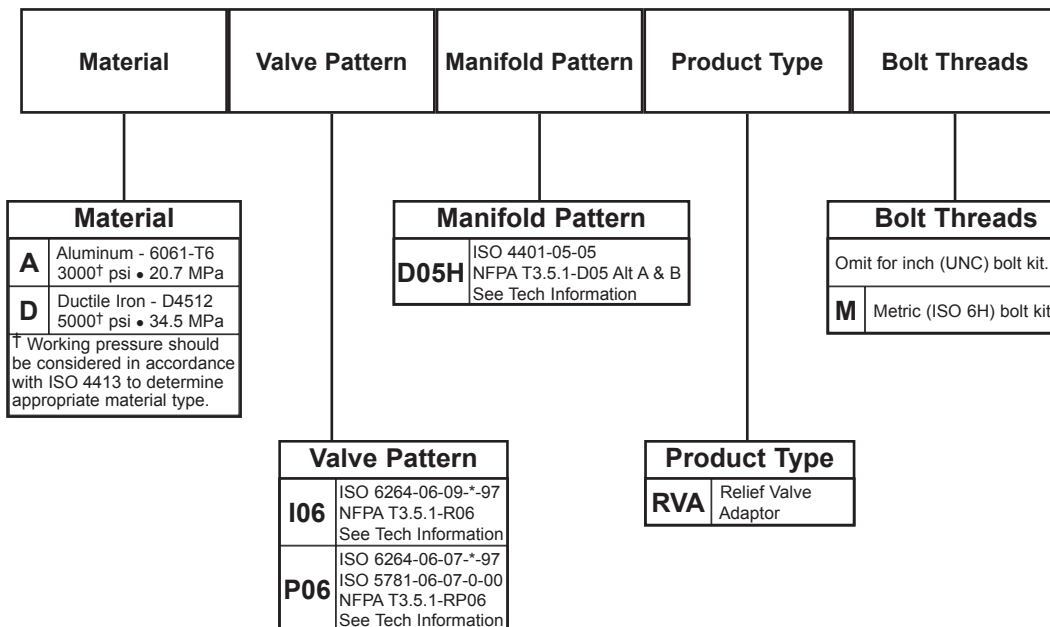 Material
Valve Pattern
Manifold Pattern
Product Type
Bolt Threads
Material
A
Aluminum - 6061-T6
3000† psi • 20.7 MPa
D
Ductile Iron - D4512
5000† psi • 34.5 MPa
† Working pressure should
be considered in accordance
with ISO 4413 to determine
appropriate material type.
Manifold Pattern
D05H
ISO 4401-05-05
NFPA T3.5.1-D05 Alt A & B
See Tech Information
Bolt Threads
Omit for inch (UNC) bolt kit.
M
Metric (ISO 6H) bolt kit
Valve Pattern
I06
ISO 6264-06-09-*-97
NFPA T3.5.1-R06
See Tech Information
P06
ISO 6264-06-07-*-97
ISO 5781-06-07-0-00
NFPA T3.5.1-RP06
See Tech Information
Product Type
RVA
Relief Valve
Adaptor